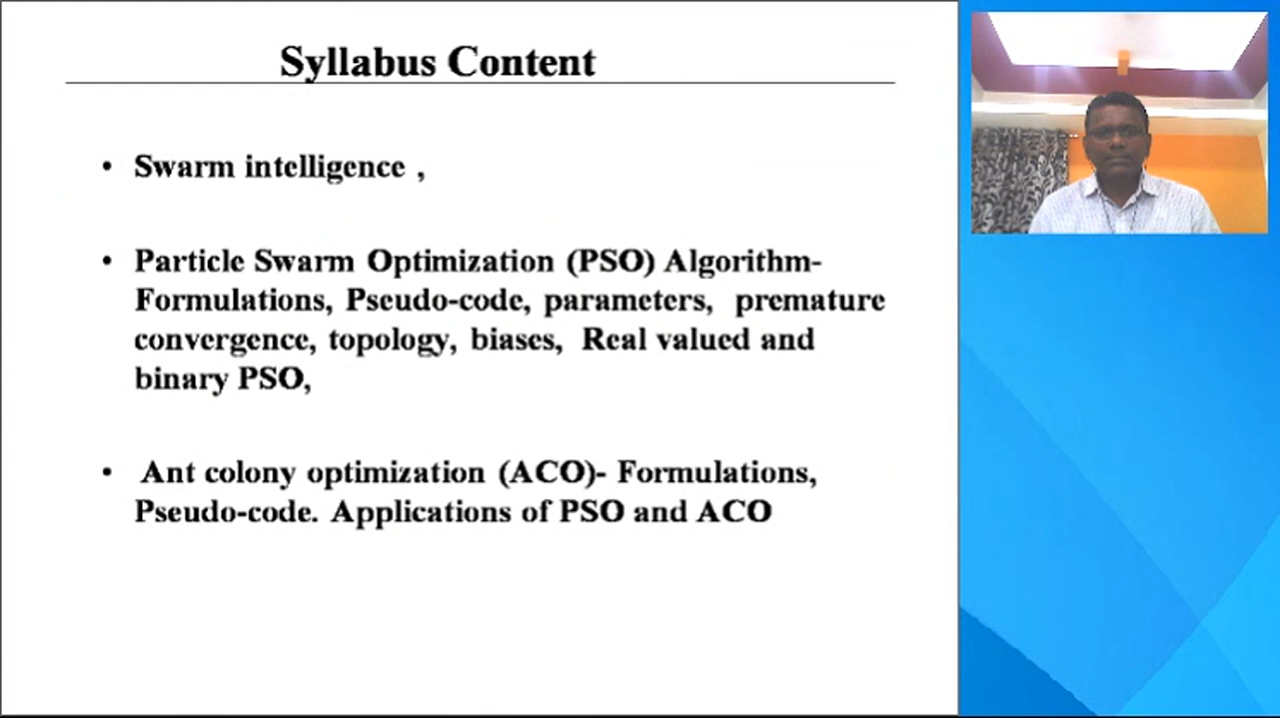 Syllabus Content
• Swarm intelligence ,
• Particle Swarm Optimization (PSO) Algorithm-
Formulations, Pseudo-code, parameters, premature
convergence, topology, biases, Real valued and
binary PSO,
• Ant colony optimization (ACO)- Formulations,
Pseudo-code. Applications of PSO and ACO